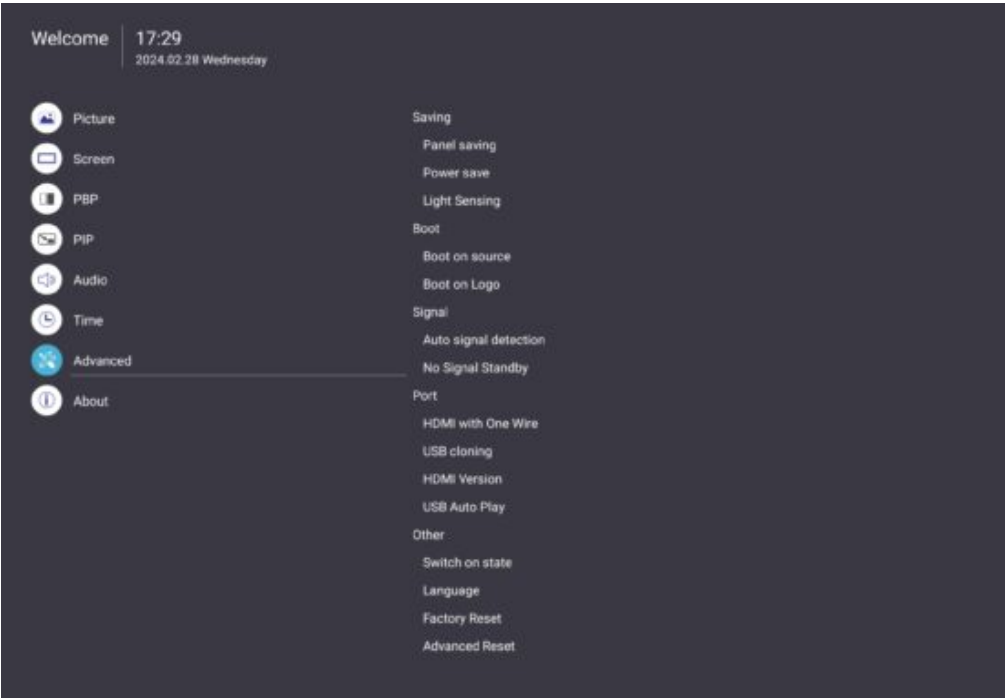 Welcome
17:29
2024.02.28 Wednesday
Picture
Screen
PBP
PIP
Audio
Time
Advanced
About
Saving
Panel saving
Power save
Light Sensing
Boot
Boot on source
Boot on Logo
Signal
Auto signal detection
No Signal Standby
Port
HDMI with One Wire
USB cloning
HDMI Version
USB Auto Play
Other
Switch on state
Language
Factory Reset
Advanced Reset